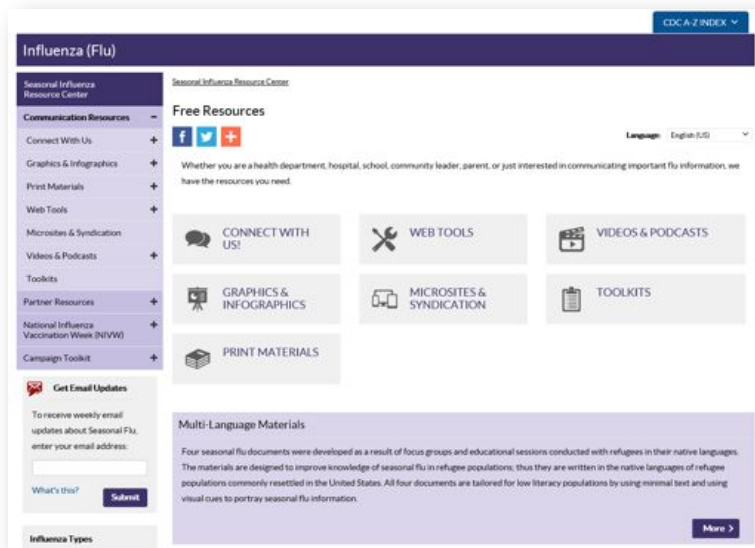 CDC A-Z INDEX
Influenza (Flu)
Seasonal Influenza
Resource Center
Communication Resources −
Connect With Us +
Graphics & Infographics +
Print Materials +
Web Tools +
Microsites & Syndication
Videos & Podcasts +
Toolkits
Partner Resources +
National Influenza +
Vaccination Week (NIVW)
Campaign Toolkit +
Get Email Updates
To receive weekly email
updates about Seasonal Flu,
enter your email address:
What's this?
Submit
Influenza Types
Seasonal Influenza Resource Center
Free Resources
f
+
Language: English (US)
Whether you are a health department, hospital, school, community leader, parent, or just interested in communicating important flu information, we
have the resources you need.
CONNECT WITH
US!
WEB TOOLS
VIDEOS & PODCASTS
GRAPHICS &
INFOGRAPHICS
MICROSITES &
SYNDICATION
TOOLKITS
PRINT MATERIALS
Multi-Language Materials
Four seasonal flu documents were developed as a result of focus groups and educational sessions conducted with refugees in their native languages.
The materials are designed to improve knowledge of seasonal flu in refugee populations; thus they are written in the native languages of refugee
populations commonly resettled in the United States. All four documents are tailored for low literacy populations by using minimal text and using
visual cues to portray seasonal flu information.
More >